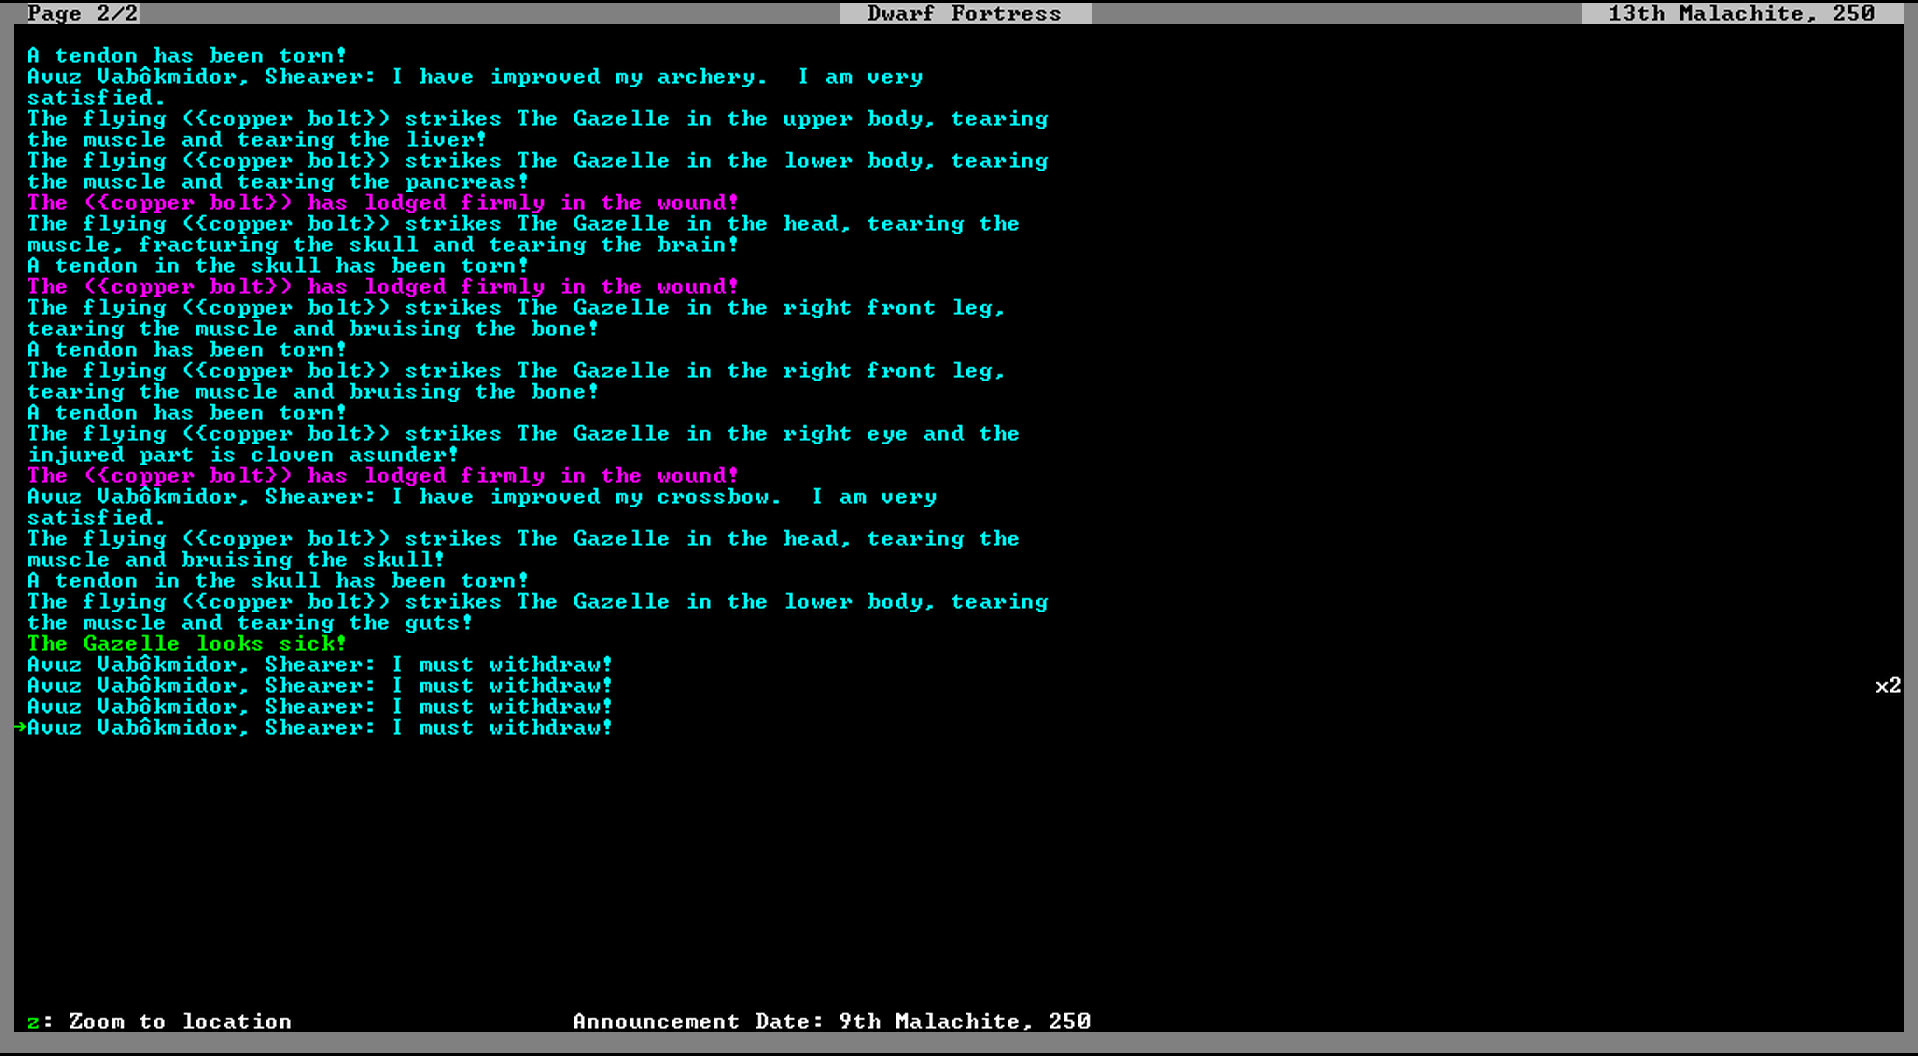 Page 2/2 Dwarf Fortress 13th Malachite, 250
A tendon has been torn!
Avuz Vabôkmidor, Shearer: I have improved my archery.  I am very
satisfied.
The flying ({copper bolt}) strikes The Gazelle in the upper body, tearing
the muscle and tearing the liver!
The flying ({copper bolt}) strikes The Gazelle in the lower body, tearing
the muscle and tearing the pancreas!
The ({copper bolt}) has lodged firmly in the wound!
The flying ({copper bolt}) strikes The Gazelle in the head, tearing the
muscle, fracturing the skull and tearing the brain!
A tendon in the skull has been torn!
The ({copper bolt}) has lodged firmly in the wound!
The flying ({copper bolt}) strikes The Gazelle in the right front leg,
tearing the muscle and bruising the bone!
A tendon has been torn!
The flying ({copper bolt}) strikes The Gazelle in the right front leg,
tearing the muscle and bruising the bone!
A tendon has been torn!
The flying ({copper bolt}) strikes The Gazelle in the right eye and the
injured part is cloven asunder!
The ({copper bolt}) has lodged firmly in the wound!
Avuz Vabôkmidor, Shearer: I have improved my crossbow.  I am very
satisfied.
The flying ({copper bolt}) strikes The Gazelle in the head, tearing the
muscle and bruising the skull!
A tendon in the skull has been torn!
The flying ({copper bolt}) strikes The Gazelle in the lower body, tearing
the muscle and tearing the guts!
The Gazelle looks sick!
Avuz Vabôkmidor, Shearer: I must withdraw!
Avuz Vabôkmidor, Shearer: I must withdraw! x2
Avuz Vabôkmidor, Shearer: I must withdraw!
→Avuz Vabôkmidor, Shearer: I must withdraw!
z: Zoom to location Announcement Date: 9th Malachite, 250